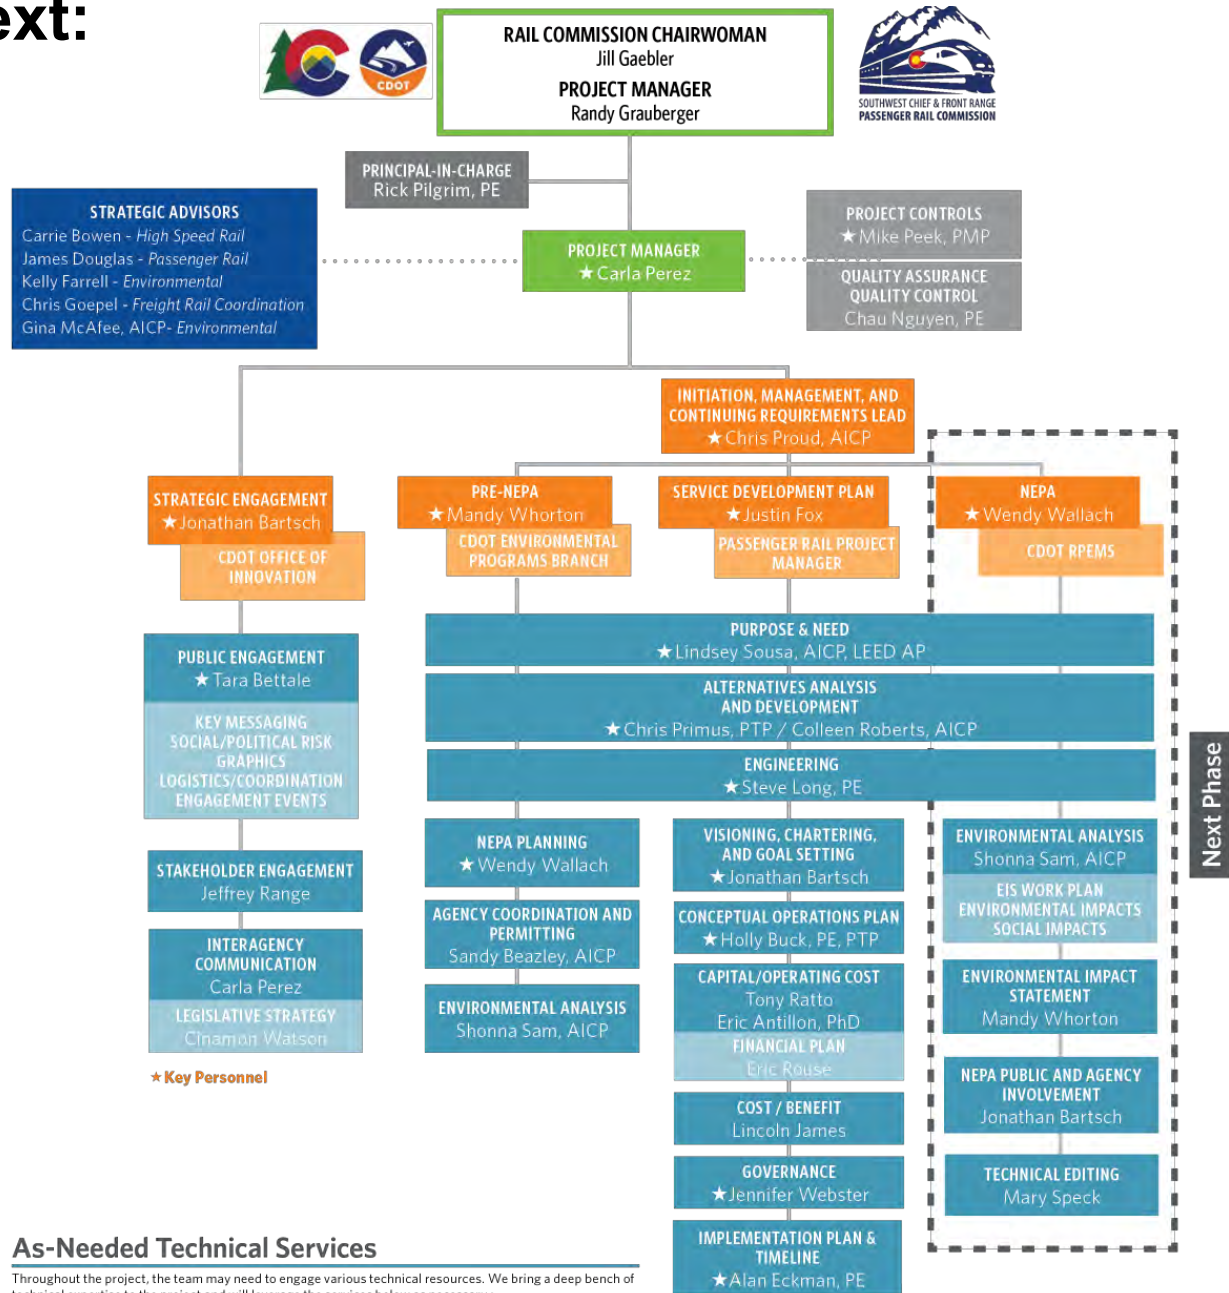 ext:
CDOT
RAIL COMMISSION CHAIRWOMAN
Jill Gaebler
PROJECT MANAGER
Randy Grauberger
SOUTHWEST CHIEF & FRONT RANGE
PASSENGER RAIL COMMISSION
PRINCIPAL-IN-CHARGE
Rick Pilgrim, PE
STRATEGIC ADVISORS
Carrie Bowen - High Speed Rail
James Douglas - Passenger Rail
Kelly Farrell - Environmental
Chris Goepel - Freight Rail Coordination
Gina McAfee, AICP- Environmental
PROJECT MANAGER
★Carla Perez
PROJECT CONTROLS
★Mike Peek, PMP
QUALITY ASSURANCE
QUALITY CONTROL
Chau Nguyen, PE
INITIATION, MANAGEMENT, AND
CONTINUING REQUIREMENTS LEAD
★Chris Proud, AICP
STRATEGIC ENGAGEMENT
★Jonathan Bartsch
CDOT OFFICE OF
INNOVATION
PRE-NEPA
★Mandy Whorton
CDOT ENVIRONMENTAL
PROGRAMS BRANCH
SERVICE DEVELOPMENT PLAN
★Justin Fox
PASSENGER RAIL PROJECT
MANAGER
NEPA
★Wendy Wallach
CDOT RPEMS
PURPOSE & NEED
★Lindsey Sousa, AICP, LEED AP
ALTERNATIVES ANALYSIS
AND DEVELOPMENT
★Chris Primus, PTP / Colleen Roberts, AICP
ENGINEERING
★Steve Long, PE
PUBLIC ENGAGEMENT
★Tara Bettale
KEY MESSAGING
SOCIAL/POLITICAL RISK
GRAPHICS
LOGISTICS/COORDINATION
ENGAGEMENT EVENTS
STAKEHOLDER ENGAGEMENT
Jeffrey Range
INTERAGENCY
COMMUNICATION
Carla Perez
LEGISLATIVE STRATEGY
Cinamon Watson
★Key Personnel
NEPA PLANNING
★Wendy Wallach
AGENCY COORDINATION AND
PERMITTING
Sandy Beazley, AICP
ENVIRONMENTAL ANALYSIS
Shonna Sam, AICP
VISIONING, CHARTERING,
AND GOAL SETTING
★Jonathan Bartsch
CONCEPTUAL OPERATIONS PLAN
★Holly Buck, PE, PTP
CAPITAL/OPERATING COST
Tony Ratto
Eric Antillon, PhD
FINANCIAL PLAN
Eric Rouse
COST / BENEFIT
Lincoln James
GOVERNANCE
★Jennifer Webster
IMPLEMENTATION PLAN &
TIMELINE
★Alan Eckman, PE
ENVIRONMENTAL ANALYSIS
Shonna Sam, AICP
EIS WORK PLAN
ENVIRONMENTAL IMPACTS
SOCIAL IMPACTS
ENVIRONMENTAL IMPACT
STATEMENT
Mandy Whorton
NEPA PUBLIC AND AGENCY
INVOLVEMENT
Jonathan Bartsch
TECHNICAL EDITING
Mary Speck
Next Phase
As-Needed Technical Services
Throughout the project, the team may need to engage various technical resources. We bring a deep bench of